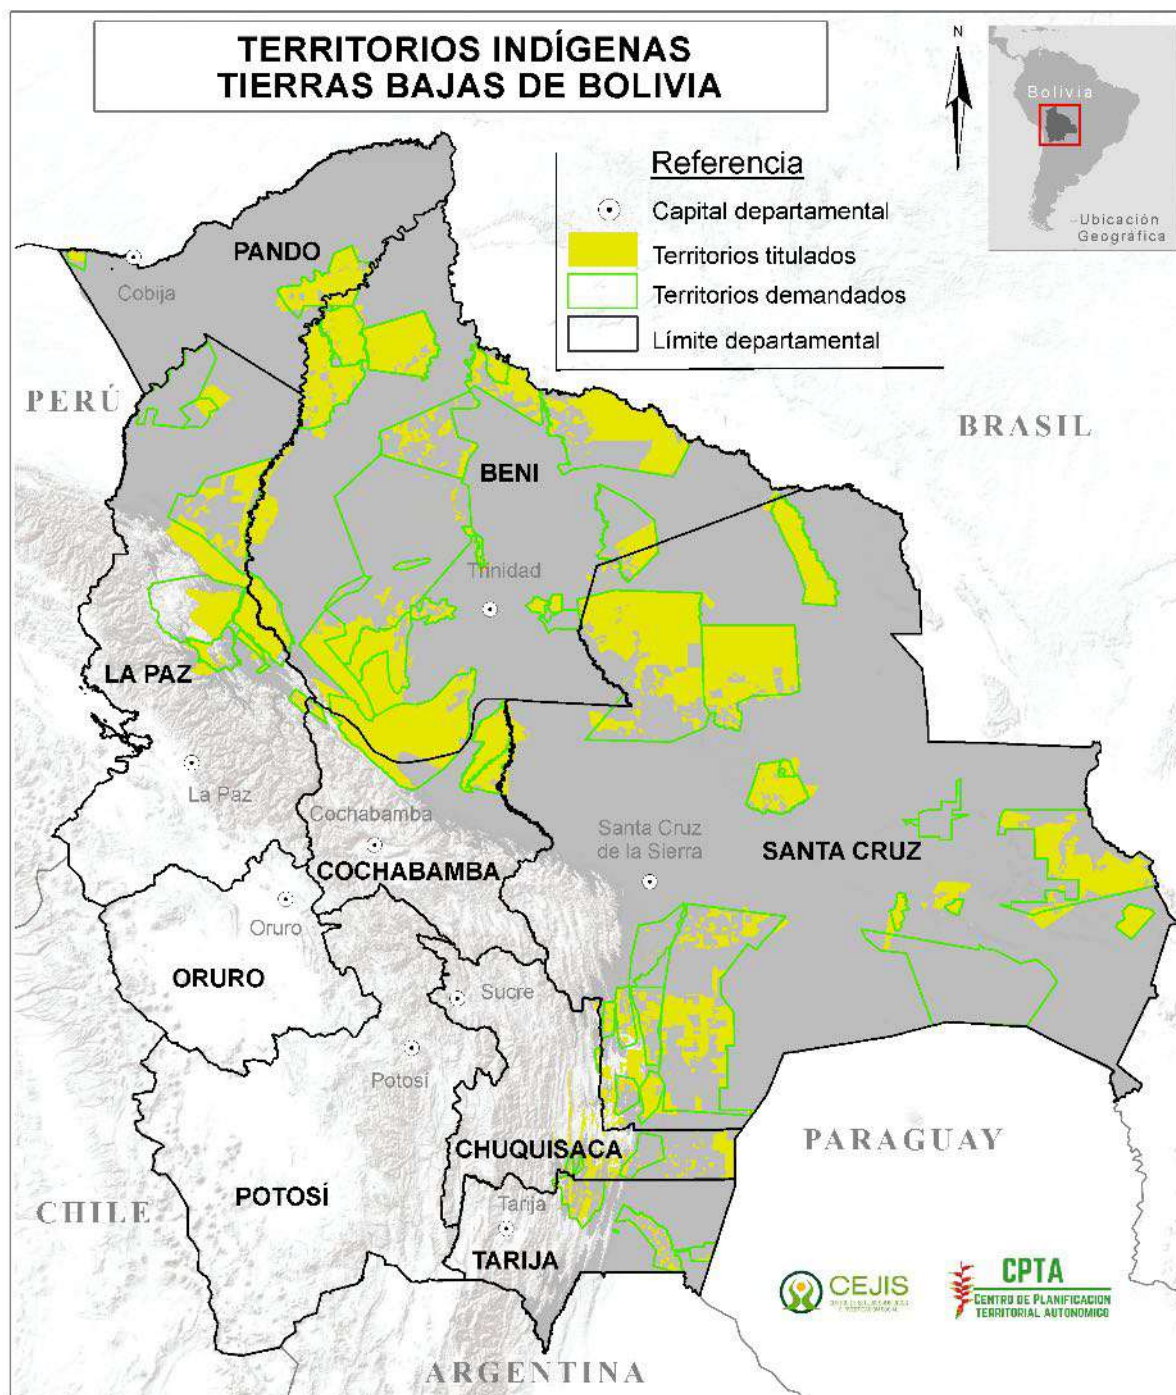 TERRITORIOS INDÍGENAS
TIERRAS BAJAS DE BOLIVIA
N
Bolivia
Ubicación
Geográfica
Referencia
Capital departamental
Territorios titulados
Territorios demandados
Límite departamental
PANDO
Cobija
PERÚ
BRASIL
BENI
Trinidad
LA PAZ
La Paz
Cochabamba
COCHABAMBA
Santa Cruz
de la Sierra
SANTA CRUZ
Oruro
ORURO
Sucre
Potosí
CHUQUISACA
PARAGUAY
POTOSÍ
CHILE
Tarija
TARIJA
CEJIS
CPTA
CENTRO DE PLANIFICACION
TERRITORIAL AUTONOMICO
ARGENTINA